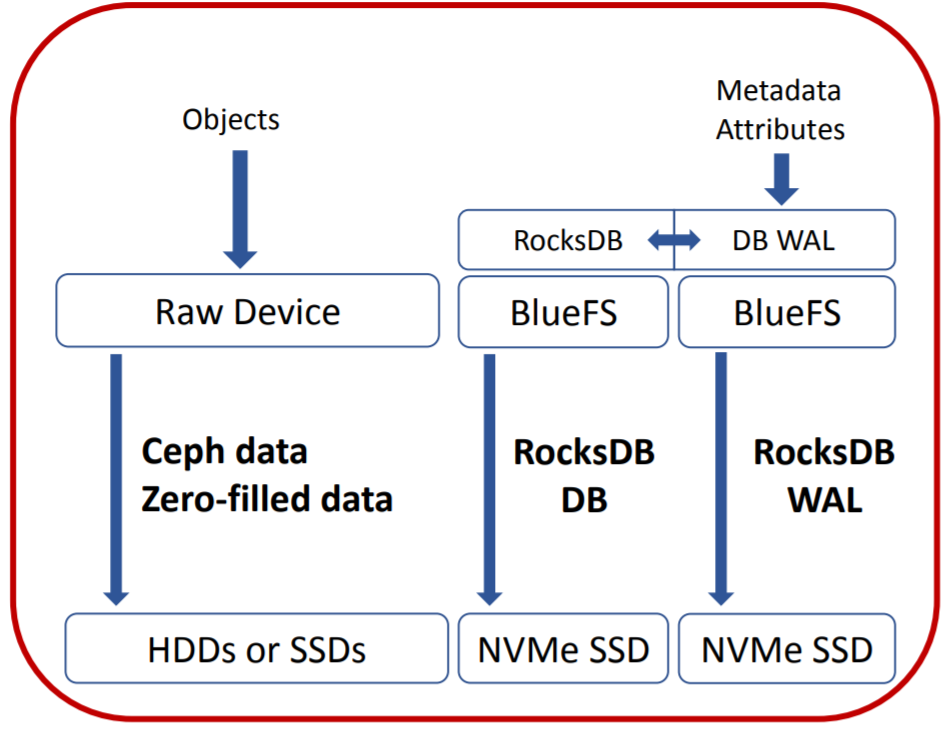 Objects
Metadata
Attributes
RocksDB
DB WAL
Raw Device
BlueFS
BlueFS
Ceph data
Zero-filled data
RocksDB
DB
RocksDB
WAL
HDDs or SSDs
NVMe SSD
NVMe SSD